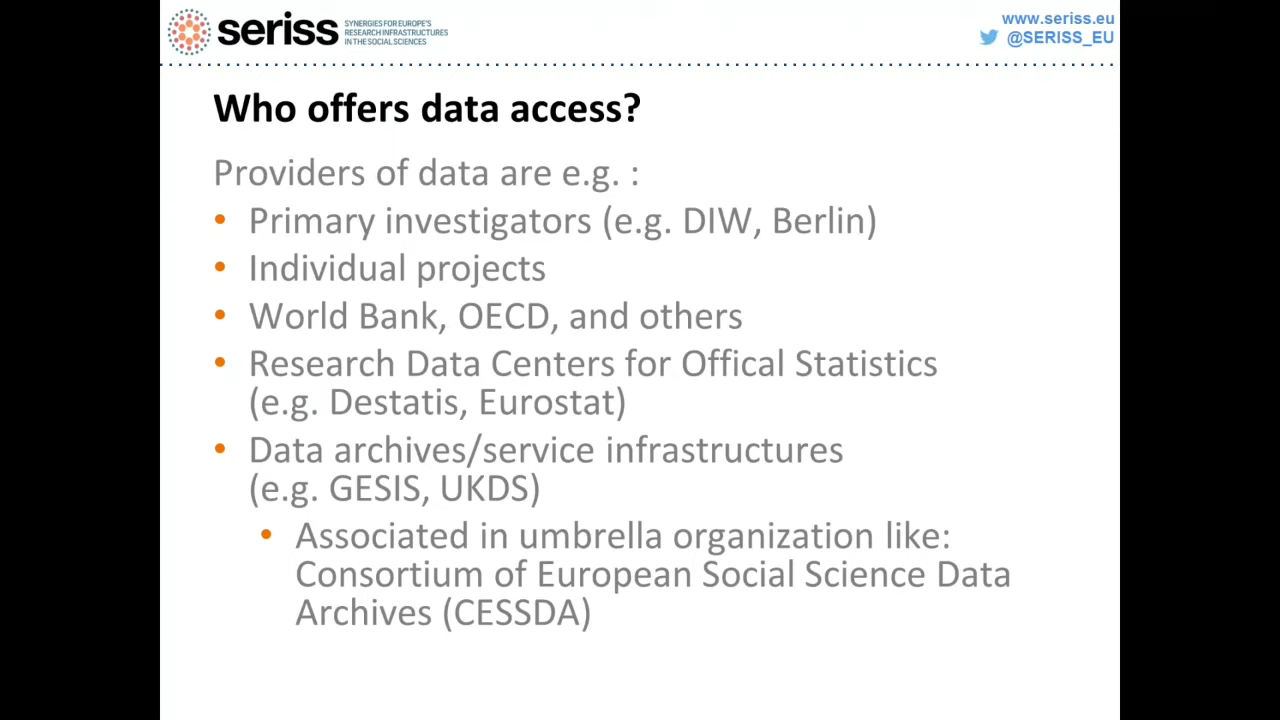 seriss
SYNERGIES FOR EUROPE'S
RESEARCH INFRASTRUCTURES
IN THE SOCIAL SCIENCES
www.seriss.eu
@SERISS_EU
Who offers data access?
Providers of data are e.g. :
• Primary investigators (e.g. DIW, Berlin)
• Individual projects
• World Bank, OECD, and others
• Research Data Centers for Offical Statistics
(e.g. Destatis, Eurostat)
• Data archives/service infrastructures
(e.g. GESIS, UKDS)
• Associated in umbrella organization like:
Consortium of European Social Science Data
Archives (CESSDA)